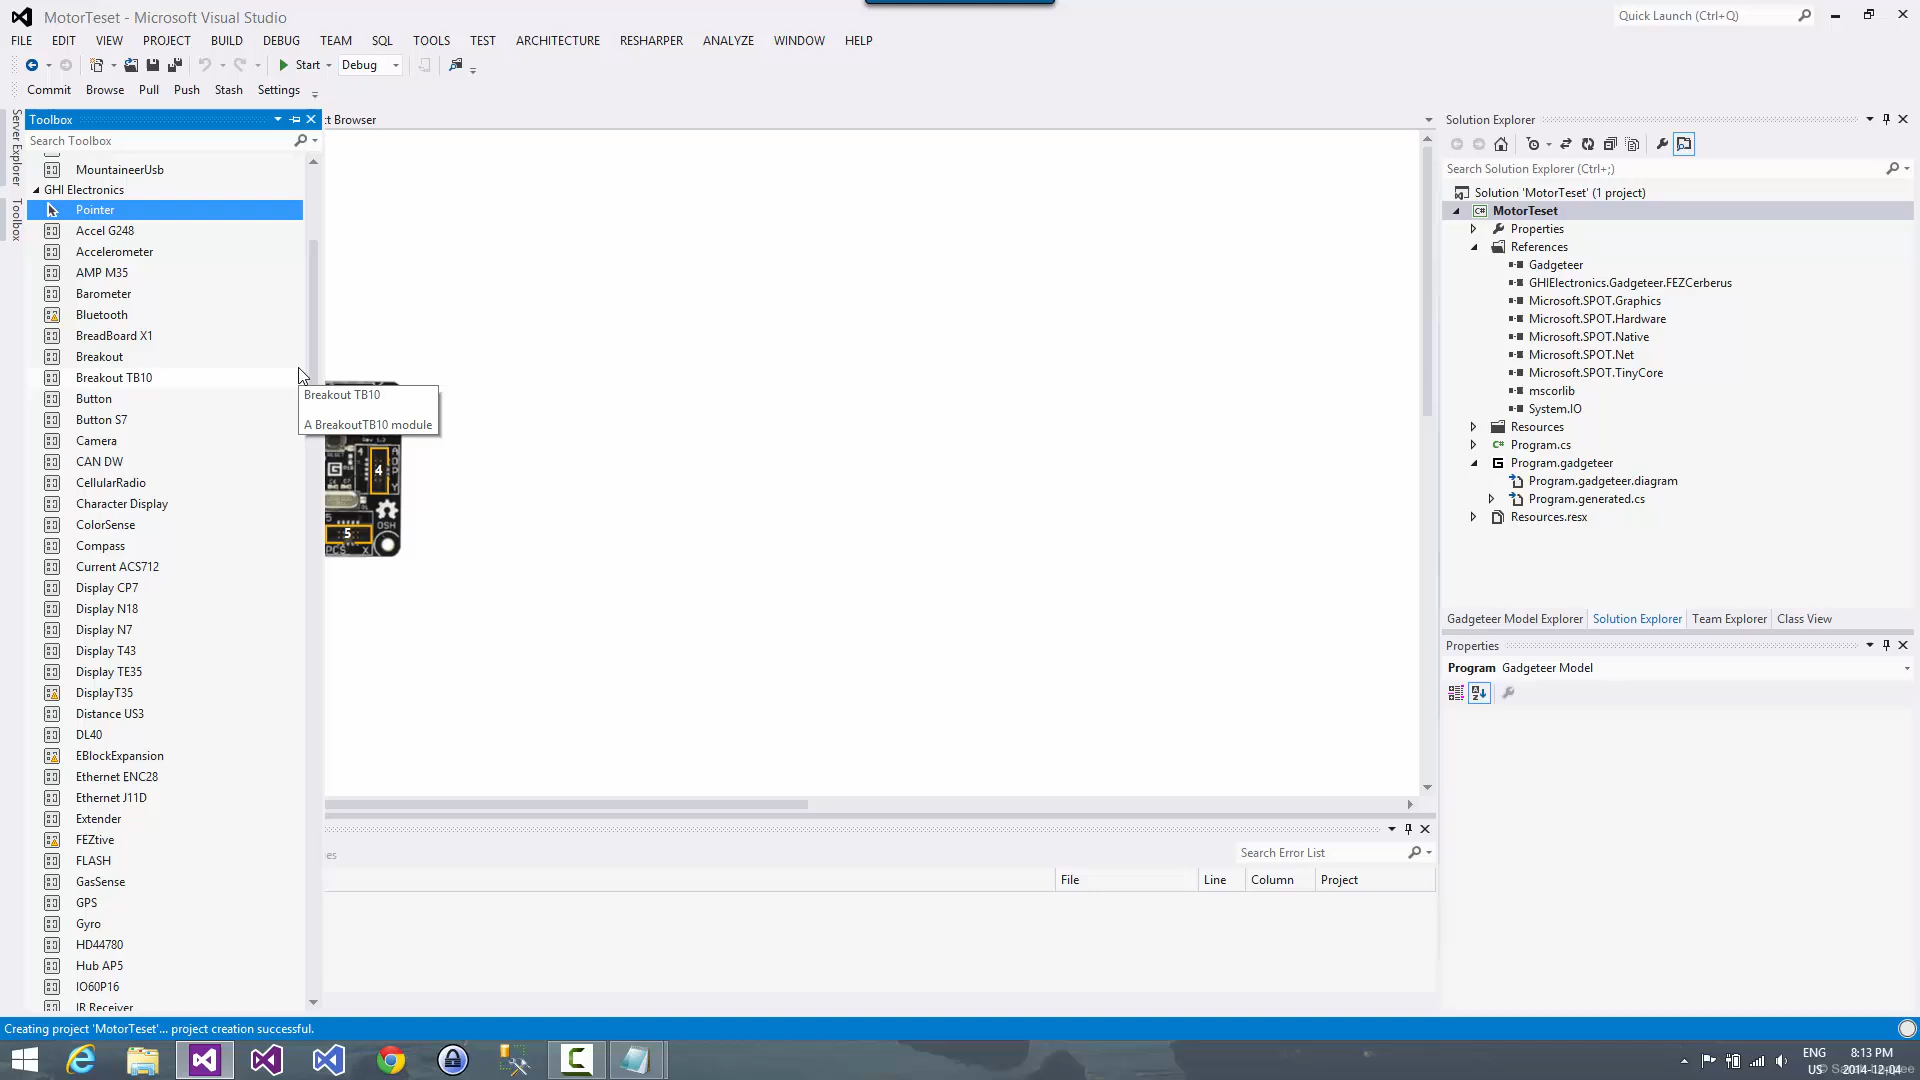 MotorTeset - Microsoft Visual Studio
Quick Launch (Ctrl+Q)
FILE EDIT VIEW PROJECT BUILD DEBUG TEAM SQL TOOLS TEST ARCHITECTURE RESHARPER ANALYZE WINDOW HELP
Start Debug
Commit Browse Pull Push Stash Settings
Server Explorer
Toolbox
Toolbox
Search Toolbox
MountaineerUsb
GHI Electronics
Pointer
Accel G248
Accelerometer
AMP M35
Barometer
Bluetooth
BreadBoard X1
Breakout
Breakout TB10
Button
Button S7
Camera
CAN DW
CellularRadio
Character Display
ColorSense
Compass
Current ACS712
Display CP7
Display N18
Display N7
Display T43
Display TE35
DisplayT35
Distance US3
DL40
EBlockExpansion
Ethernet ENC28
Ethernet J11D
Extender
FEZtive
FLASH
GasSense
GPS
Gyro
HD44780
Hub AP5
IO60P16
IR Receiver
t Browser
Breakout TB10
A BreakoutTB10 module
4
5
OSH
es
Search Error List
File Line Column Project
Solution Explorer
Search Solution Explorer (Ctrl+;)
Solution 'MotorTeset' (1 project)
MotorTeset
Properties
References
Gadgeteer
GHIElectronics.Gadgeteer.FEZCerberus
Microsoft.SPOT.Graphics
Microsoft.SPOT.Hardware
Microsoft.SPOT.Native
Microsoft.SPOT.Net
Microsoft.SPOT.TinyCore
mscorlib
System.IO
Resources
Program.cs
Program.gadgeteer
Program.gadgeteer.diagram
Program.generated.cs
Resources.resx
Gadgeteer Model Explorer Solution Explorer Team Explorer Class View
Properties
Program Gadgeteer Model
Creating project 'MotorTeset'... project creation successful.
ENG
US
8:13 PM
2014-12-04